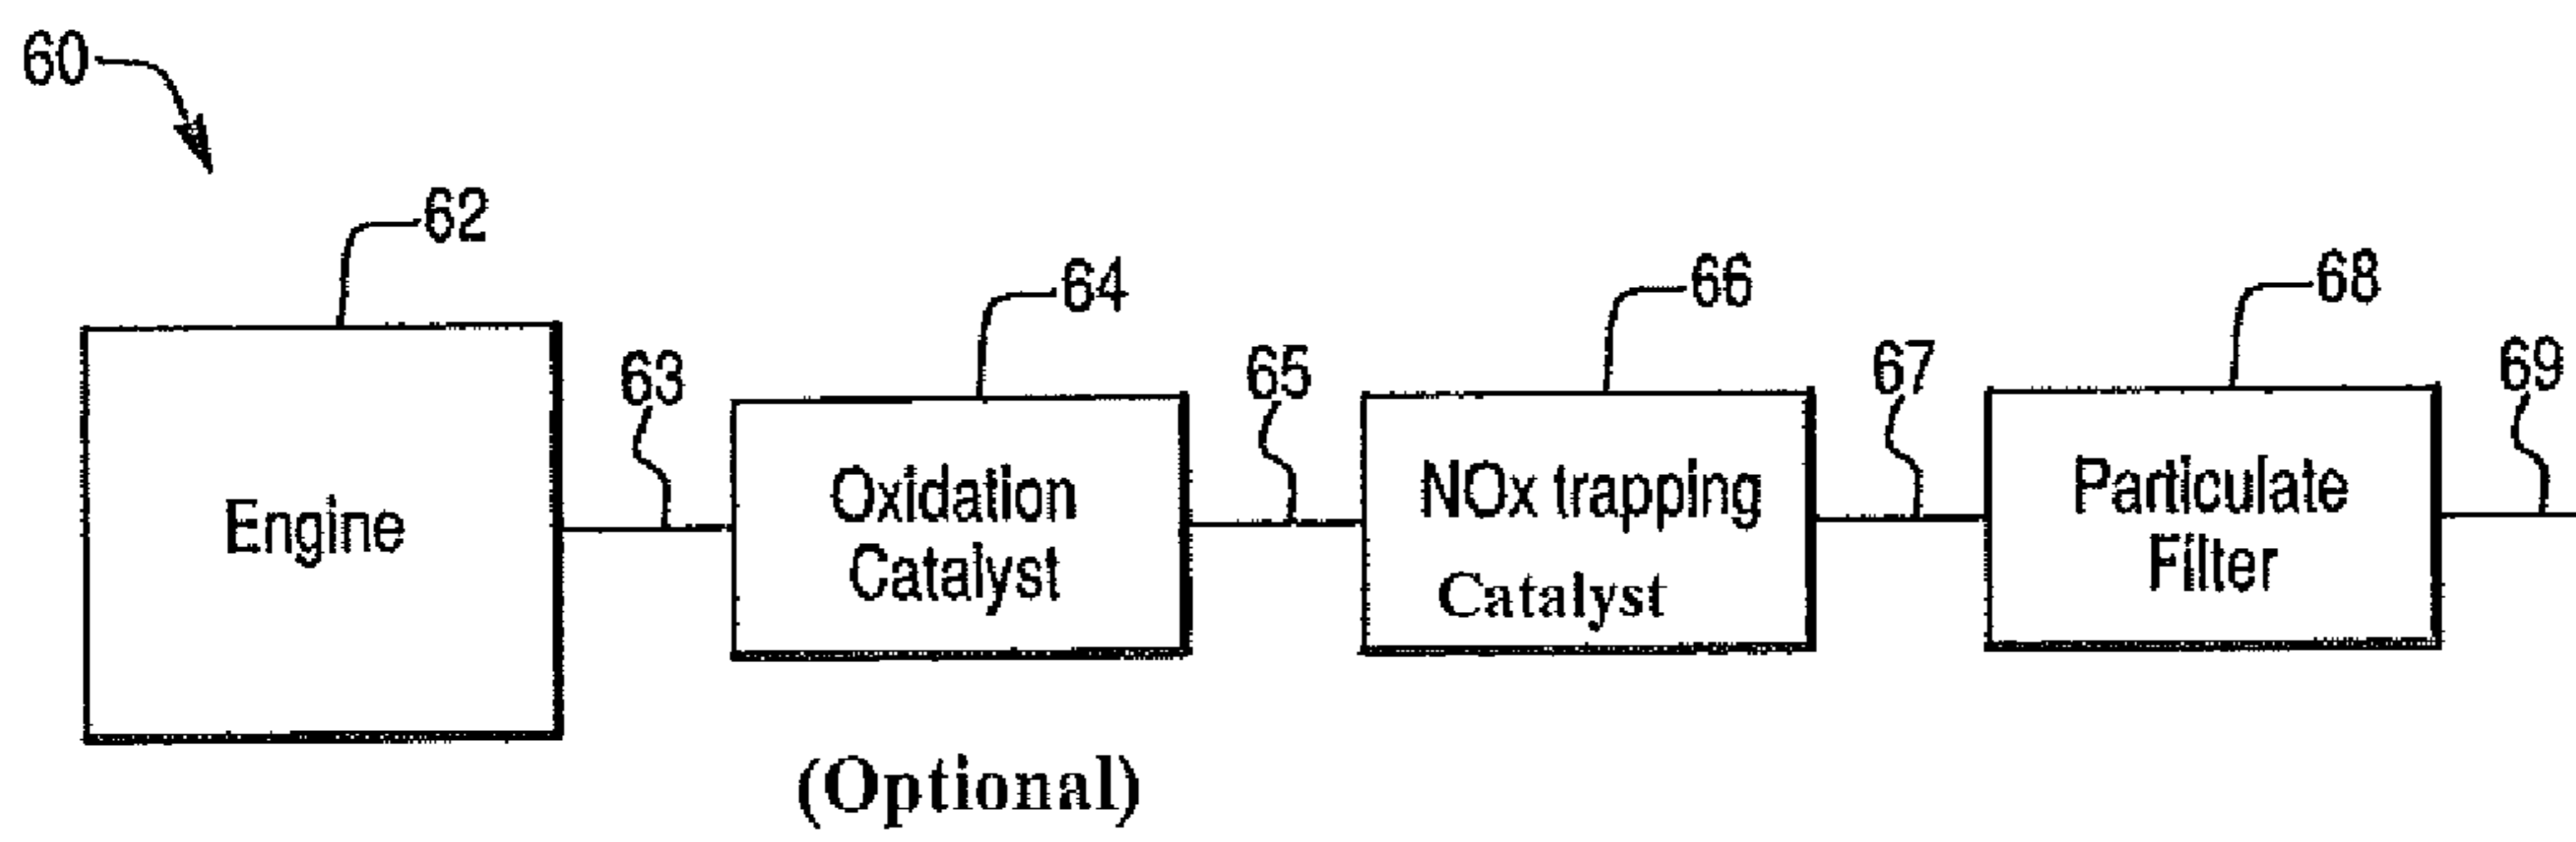 60
62
64
66
68
63
65
67
69
Engine
Oxidation
Catalyst
NOx trapping
Catalyst
Particulate
Filter
(Optional)